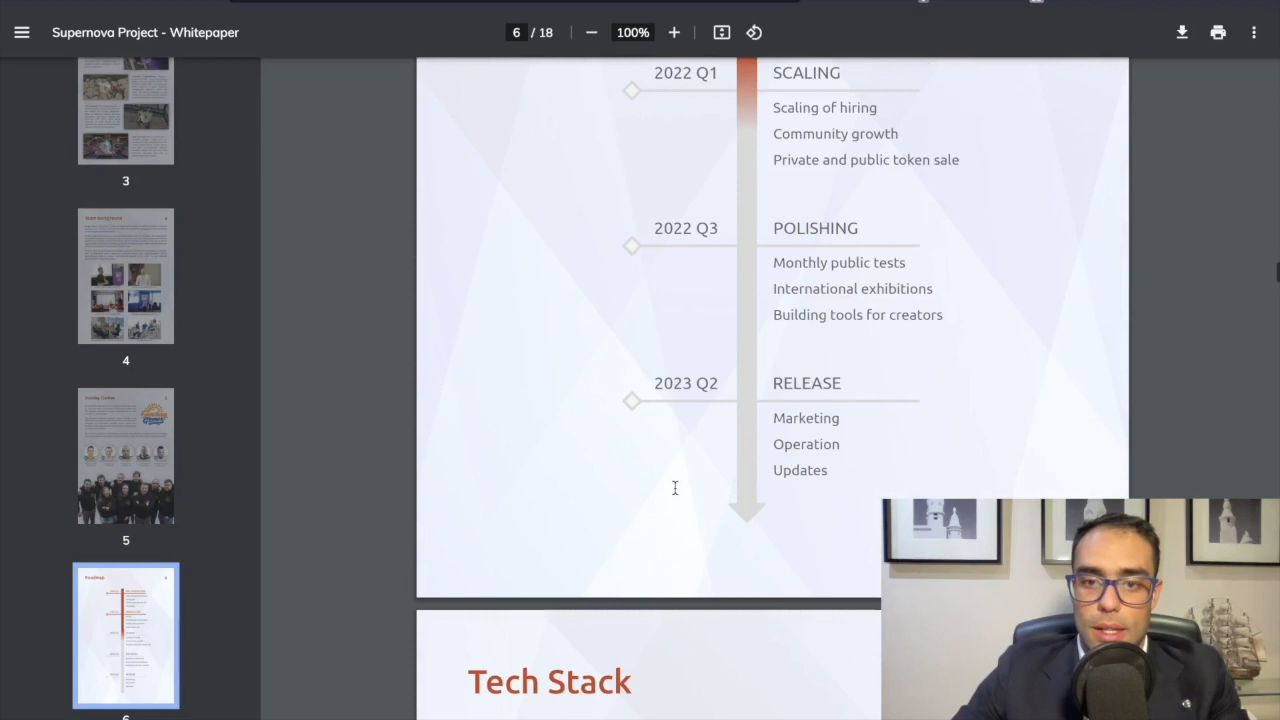 Supernova Project - Whitepaper
6 / 18
100%
3
4
5
6
Roadmap
2022 Q1
SCALING
Scaling of hiring
Community growth
Private and public token sale
2022 Q3
POLISHING
Monthly public tests
International exhibitions
Building tools for creators
2023 Q2
RELEASE
Marketing
Operation
Updates
Tech Stack